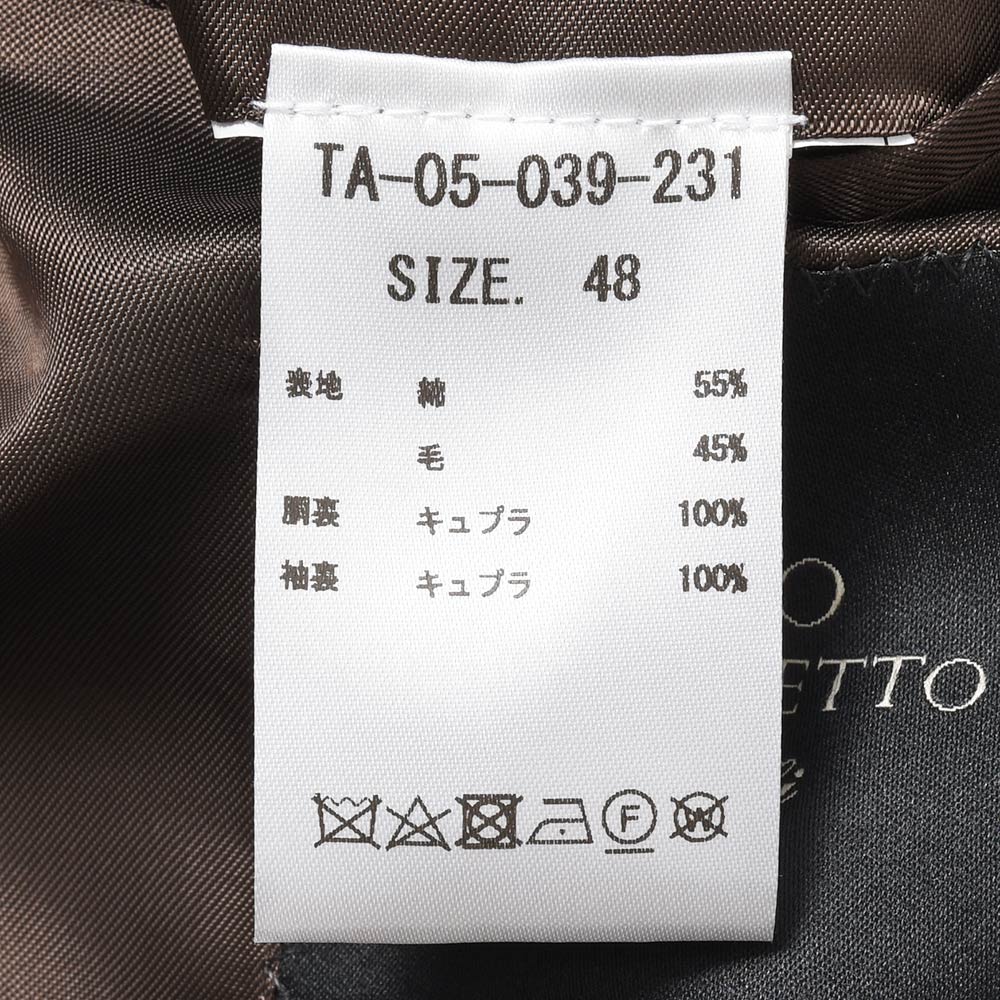 TA-05-039-231
SIZE. 48
表地 綿 55%
毛 45%
胴裏 キュプラ 100%
袖裏 キュプラ 100%
F W
O
ETTO